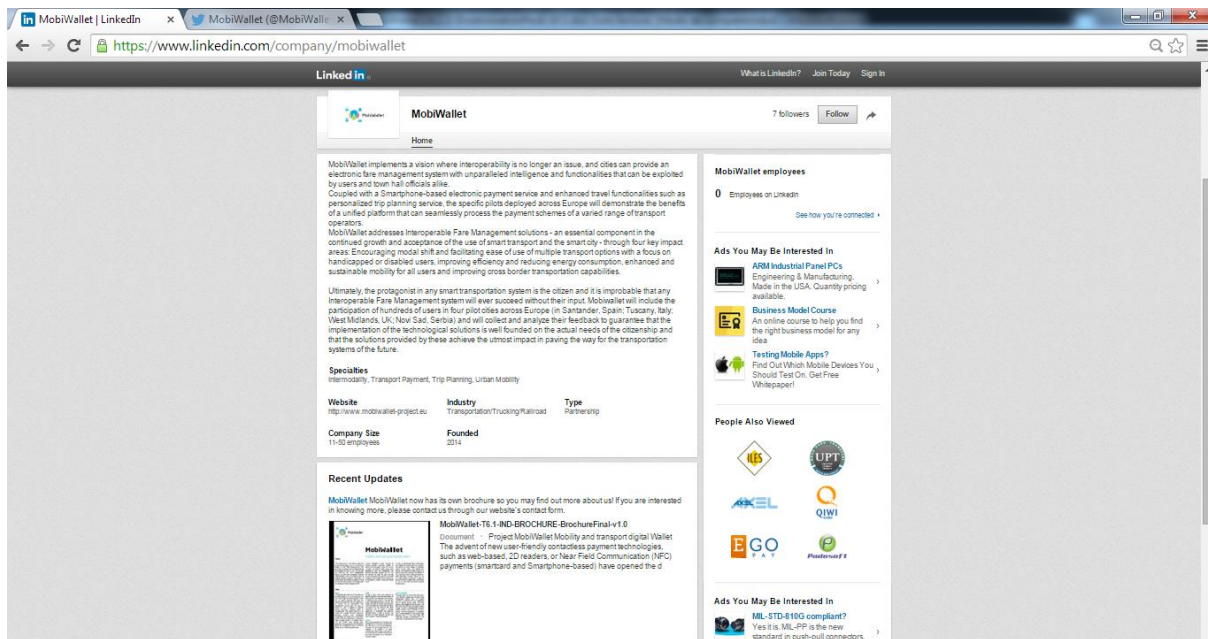 MobiWallet | LinkedIn
MobiWallet (@MobiWalle
https://www.linkedin.com/company/mobiwallet
Linked in
What is LinkedIn? Join Today Sign In
MobiWallet
MobiWallet
7 followers Follow
Home
MobiWallet implements a vision where interoperability is no longer an issue, and cities can provide an
electronic fare management system with unparalleled intelligence and functionalities that can be exploited
by users and town hall officials alike.
Coupled with a Smartphone-based electronic payment service and enhanced travel functionalities such as
personalized trip planning service, the specific pilots deployed across Europe will demonstrate the benefits
of a unified platform that can seamlessly process the payment schemes of a varied range of transport
operators.
MobiWallet addresses Interoperable Fare Management solutions - an essential component in the
continued growth and acceptance of the use of smart transport and the smart city - through four key impact
areas: Encouraging modal shift and facilitating ease of use of multiple transport options with a focus on
handicapped or disabled users, improving efficiency and reducing energy consumption, enhanced and
sustainable mobility for all users and improving cross border transportation capabilities.
Ultimately, the protagonist in any smart transportation system is the citizen and it is improbable that any
Interoperable Fare Management system will ever succeed without their input. Mobiwallet will include the
participation of hundreds of users in four pilot cities across Europe (in Santander, Spain; Tuscany, Italy;
West Midlands, UK; Novi Sad, Serbia) and will collect and analyze their feedback to guarantee that the
implementation of the technological solutions is well founded on the actual needs of the citizenship and
that the solutions provided by these achieve the utmost impact in paving the way for the transportation
systems of the future.
Specialties
Intermodality, Transport Payment, Trip Planning, Urban Mobility
Website Industry Type
http://www.mobiwallet-project.eu Transportation/Trucking/Railroad Partnership
Company Size Founded
11-50 employees 2014
Recent Updates
MobiWallet MobiWallet now has its own brochure so you may find out more about us! If you are interested
in knowing more, please contact us through our website's contact form.
MobiWallet
MobiWallet-T6.1-IND-BROCHURE-BrochureFinal-v1.0
Document · Project MobiWallet Mobility and transport digital Wallet
The advent of new user-friendly contactless payment technologies,
such as web-based, 2D readers, or Near Field Communication (NFC)
payments (smartcard and Smartphone-based) have opened the d
MobiWallet employees
0 Employees on LinkedIn
See how you're connected
Ads You May Be Interested In
ARM Industrial Panel PCs
Engineering & Manufacturing.
Made in the USA. Quantity pricing
available.
Business Model Course
An online course to help you find
the right business model for any
idea
Testing Mobile Apps?
Find Out Which Mobile Devices You
Should Test On. Get Free
Whitepaper!
People Also Viewed
ILES
UPT
AXEL
QIWI
EGO
PAY
Padosoft
Ads You May Be Interested In
MIL-STD-810G compliant?
Yes it is. MIL-PP is the new
standard in push-pull connectors.